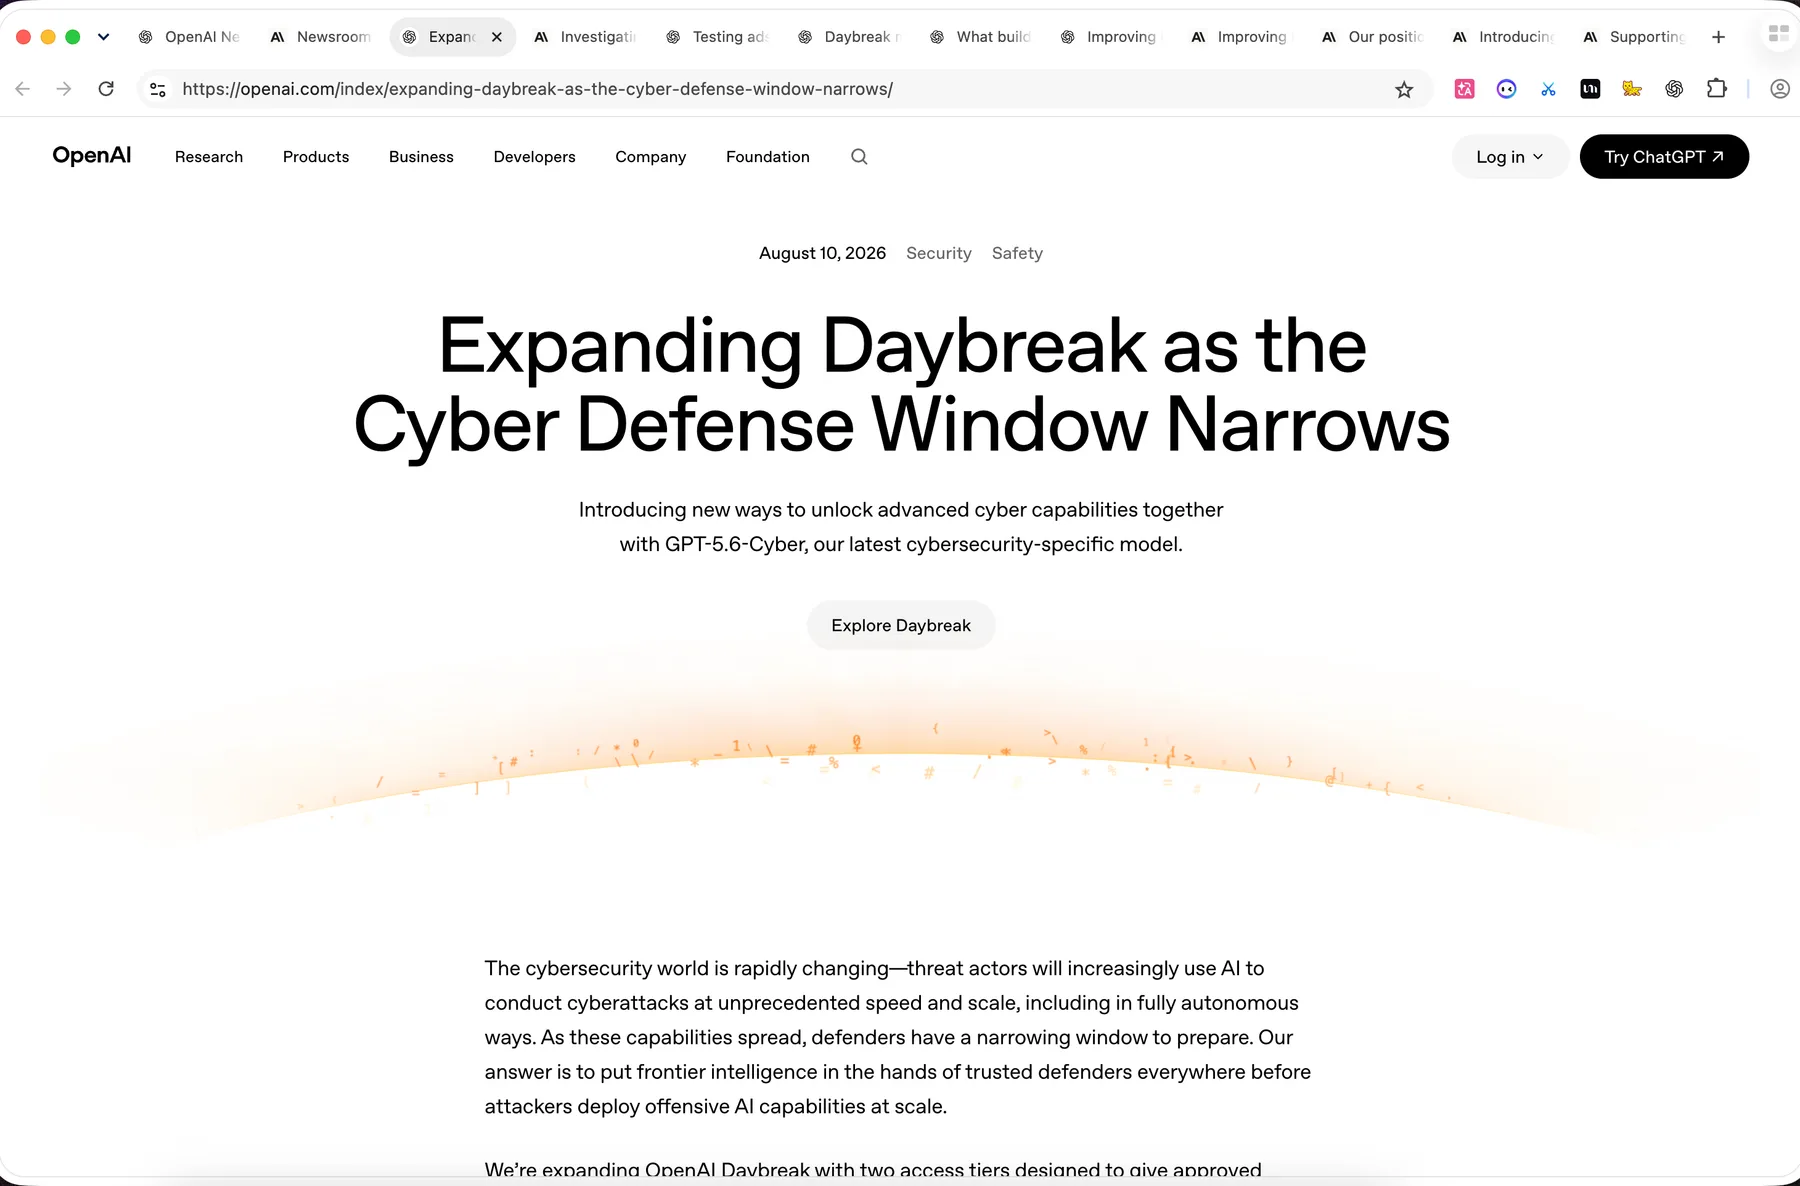 OpenAI Ne
Newsroom
Expand
Investigati
Testing ads
Daybreak
What build
Improving
Improving
Our positio
Introducing
Supporting
https://openai.com/index/expanding-daybreak-as-the-cyber-defense-window-narrows/
OpenAI
Research
Products
Business
Developers
Company
Foundation
Log in
Try ChatGPT
August 10, 2026 Security Safety
Expanding Daybreak as the
Cyber Defense Window Narrows
Introducing new ways to unlock advanced cyber capabilities together
with GPT-5.6-Cyber, our latest cybersecurity-specific model.
Explore Daybreak
The cybersecurity world is rapidly changing—threat actors will increasingly use AI to
conduct cyberattacks at unprecedented speed and scale, including in fully autonomous
ways. As these capabilities spread, defenders have a narrowing window to prepare. Our
answer is to put frontier intelligence in the hands of trusted defenders everywhere before
attackers deploy offensive AI capabilities at scale.
We’re expanding OpenAI Daybreak with two access tiers designed to give approved